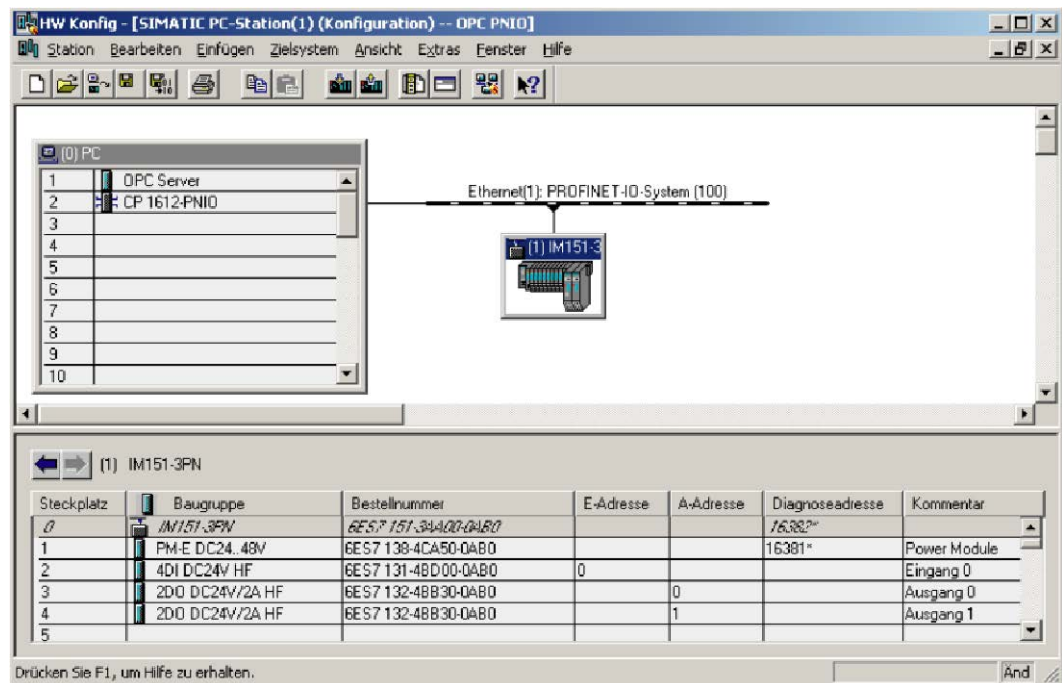 HW Konfig - [SIMATIC PC-Station(1) (Konfiguration) -- OPC PNIO]
Station Bearbeiten Einfügen Zielsystem Ansicht Extras Fenster Hilfe
(0) PC
1 OPC Server
2 CP 1612-PNIO
3
4
5
6
7
8
9
10
Ethernet(1): PROFINET-IO-System (100)
(1) IM151-3
(1) IM151-3PN
Steckplatz Baugruppe Bestellnummer E-Adresse A-Adresse Diagnoseadresse Kommentar
0 IM151-3PN 6ES7 151-3AA00-0AB0 16382*
1 PM-E DC24..48V 6ES7 138-4CA50-0AB0 16381* Power Module
2 4DI DC24V HF 6ES7 131-4BD00-0AB0 0 Eingang 0
3 2DO DC24V/2A HF 6ES7 132-4BB30-0AB0 0 Ausgang 0
4 2DO DC24V/2A HF 6ES7 132-4BB30-0AB0 1 Ausgang 1
5
Drücken Sie F1, um Hilfe zu erhalten. Änd